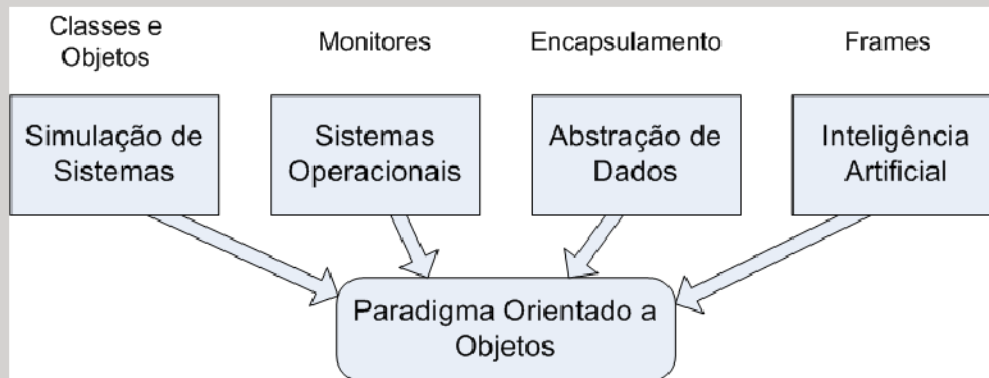 Classes e
Objetos
Monitores
Encapsulamento
Frames
Simulação de
Sistemas
Sistemas
Operacionais
Abstração de
Dados
Inteligência
Artificial
Paradigma Orientado a
Objetos